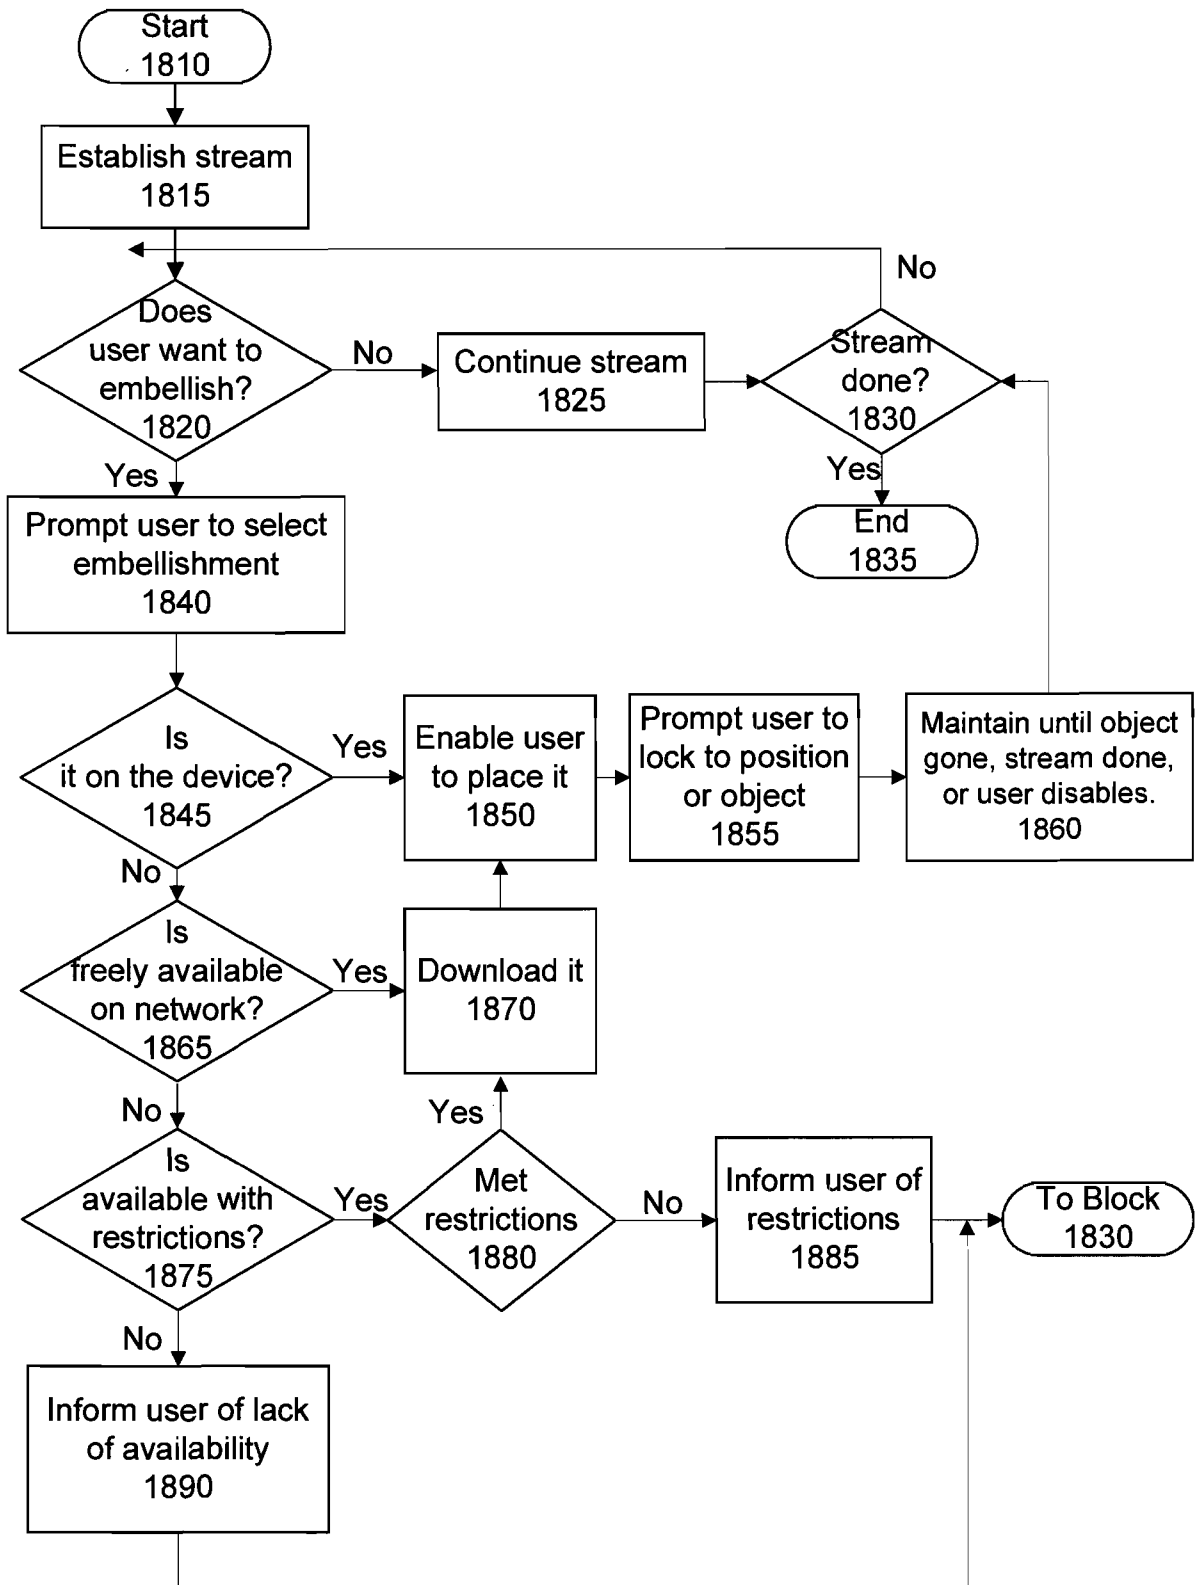 Start
1810
Establish stream
1815
No
Does
user want to
embellish?
1820
No
Continue stream
1825
Stream
done?
1830
Yes
Yes
Prompt user to select
embellishment
1840
End
1835
Is
it on the device?
1845
Yes
Enable user
to place it
1850
Prompt user to
lock to position
or object
1855
Maintain until object
gone, stream done,
or user disables.
1860
No
Is
freely available
on network?
1865
Yes
Download it
1870
No
Yes
Is
available with
restrictions?
1875
Yes
Met
restrictions
1880
No
Inform user of
restrictions
1885
To Block
1830
No
Inform user of lack
of availability
1890